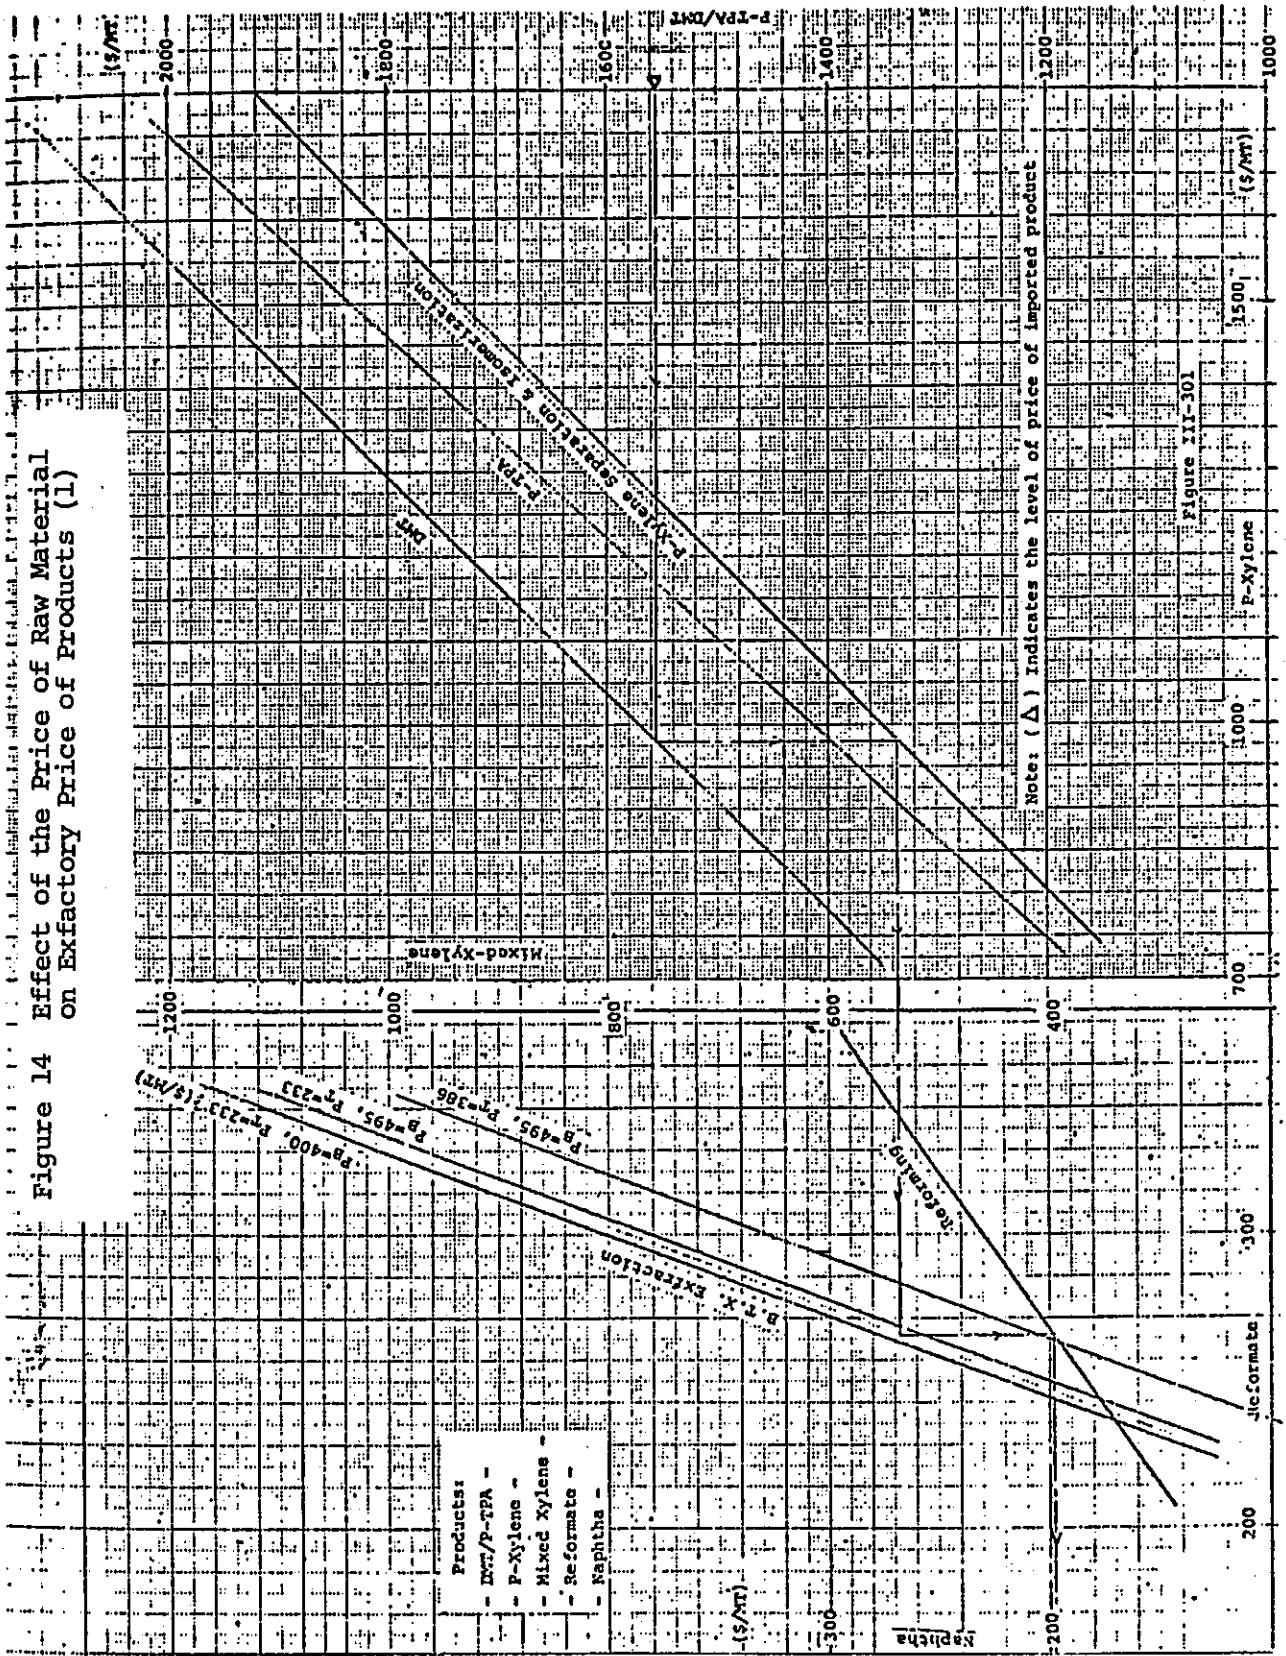 Figure 14 Effect of the Price of Raw Material
on Exfactory Price of Products (1)
($/MT)
2000
1800
1600
1400
1200
1000
P-TPA/DMT
DMT
P-TPA
P-Xylene Separation & Isomerization
Note: (Δ) Indicates the level of price of imported product
Figure III-301
($/MT)
1500
1000
700
P-Xylene
Mixed-Xylene
1200
1000
800
600
400
PB=400, PT=233 ($/MT)
PB=495, PT=233
PB=495, PT=386
B.T.X. Extraction
Reforming
300
200
Reformate
Products:
- DMT/P-TPA -
- P-Xylene -
- Mixed Xylene -
- Reformate -
- Naphtha -
($/MT)
300
200
Naphtha